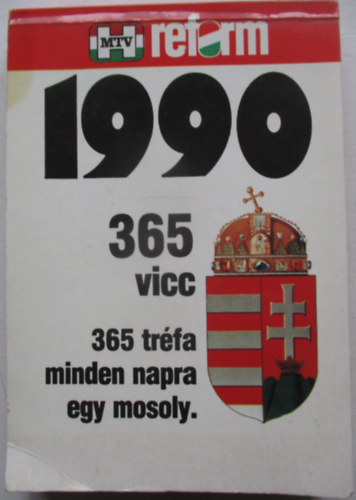 MTV reform
1990
365
vicc
365 tréfa
minden napra
egy mosoly.